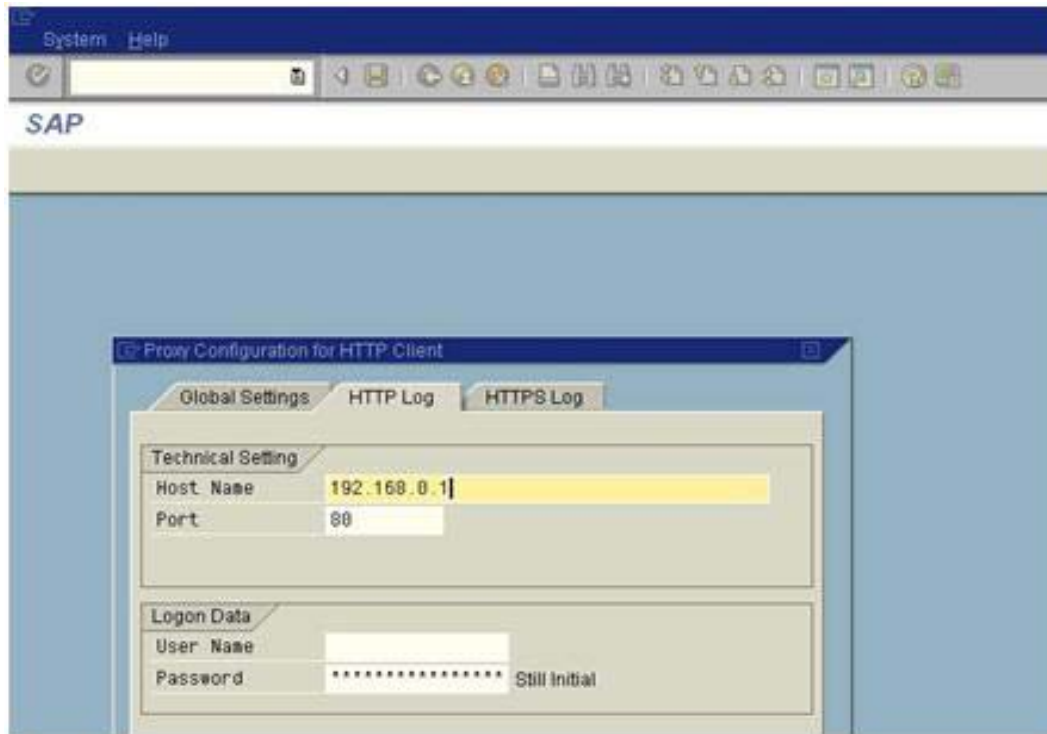 System Help
SAP
Proxy Configuration for HTTP Client
Global Settings HTTP Log HTTPS Log
Technical Setting
Host Name 192.168.0.1
Port 80
Logon Data
User Name
Password **************** Still Initial